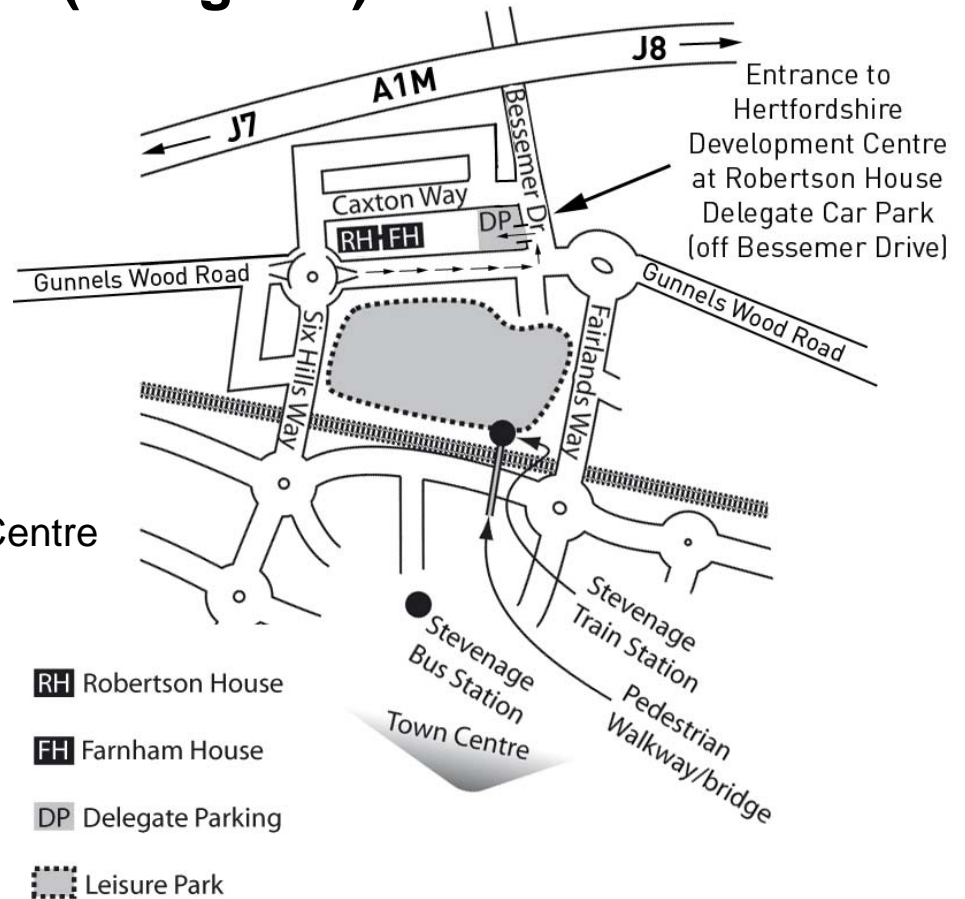 J8
A1M
J7
Entrance to
Hertfordshire
Development Centre
at Robertson House
Delegate Car Park
(off Bessemer Drive)
Bessemer Dr
Caxton Way
DP
RH FH
Gunnels Wood Road
Gunnels Wood Road
Six Hills Way
Fairlands Way
Centre
Stevenage
Train Station
Stevenage
Bus Station
Pedestrian
Walkway/bridge
Town Centre
RH Robertson House
FH Farnham House
DP Delegate Parking
Leisure Park